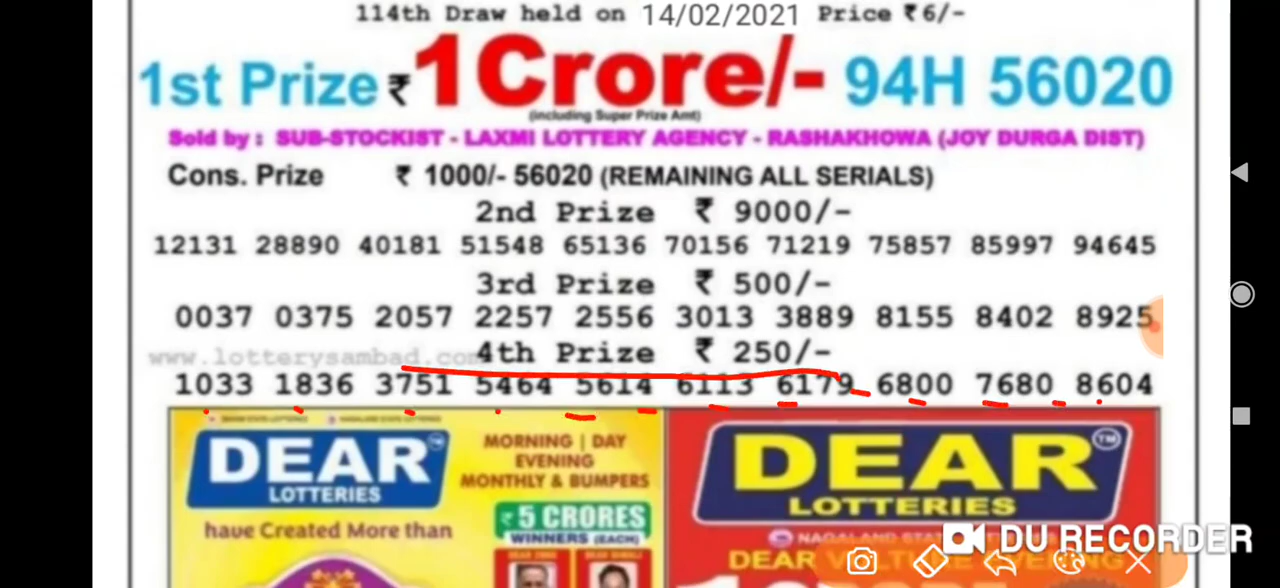 114th Draw held on 14/02/2021 Price ₹6/-
1st Prize ₹1Crore/- 94H 56020
(Including Super Prize Amt)
Sold by : SUB-STOCKIST - LAXMI LOTTERY AGENCY - RASHAKHOWA (JOY DURGA DIST)
Cons. Prize ₹ 1000/- 56020 (REMAINING ALL SERIALS)
2nd Prize ₹ 9000/-
12131 28890 40181 51548 65136 70156 71219 75857 85997 94645
3rd Prize ₹ 500/-
0037 0375 2057 2257 2556 3013 3889 8155 8402 8925
www.lotterysambad.com
4th Prize ₹ 250/-
1033 1836 3751 5464 5614 6113 6179 6800 7680 8604
DEAR™
LOTTERIES
MORNING | DAY
EVENING
MONTHLY & BUMPERS
have Created More than
₹ 5 CRORES
WINNERS (EACH)
DEAR™
LOTTERIES
NAGALAND STATE
DEAR
DU RECORDER